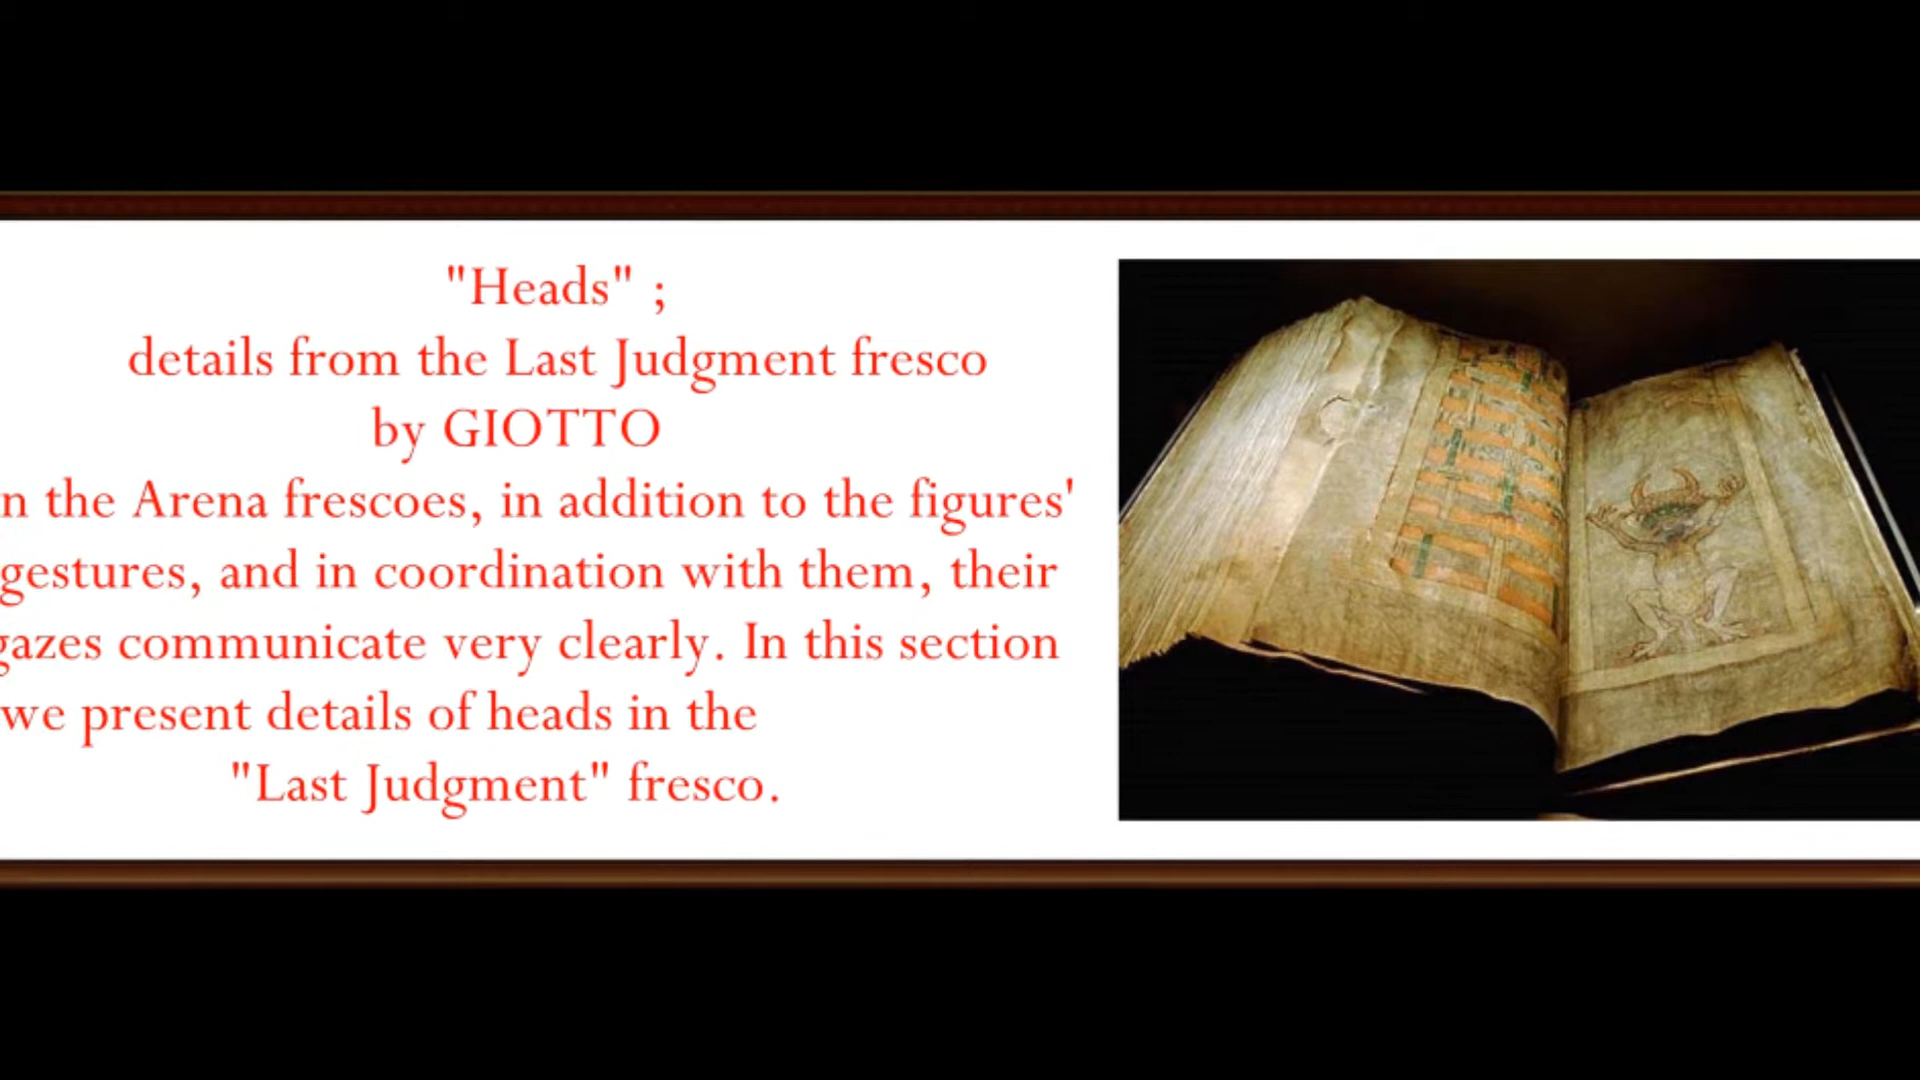 "Heads" ;
details from the Last Judgment fresco
by GIOTTO
n the Arena frescoes, in addition to the figures'
gestures, and in coordination with them, their
gazes communicate very clearly. In this section
we present details of heads in the
"Last Judgment" fresco.